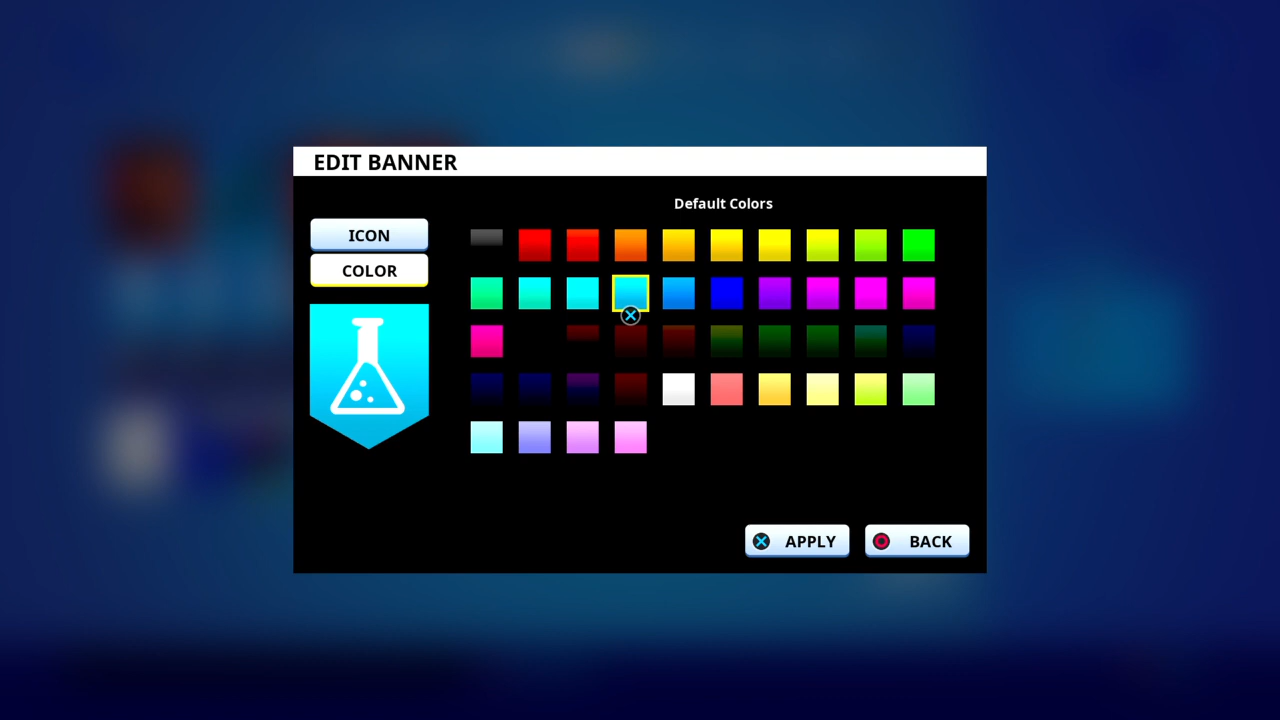 EDIT BANNER
Default Colors
ICON
COLOR
APPLY
BACK